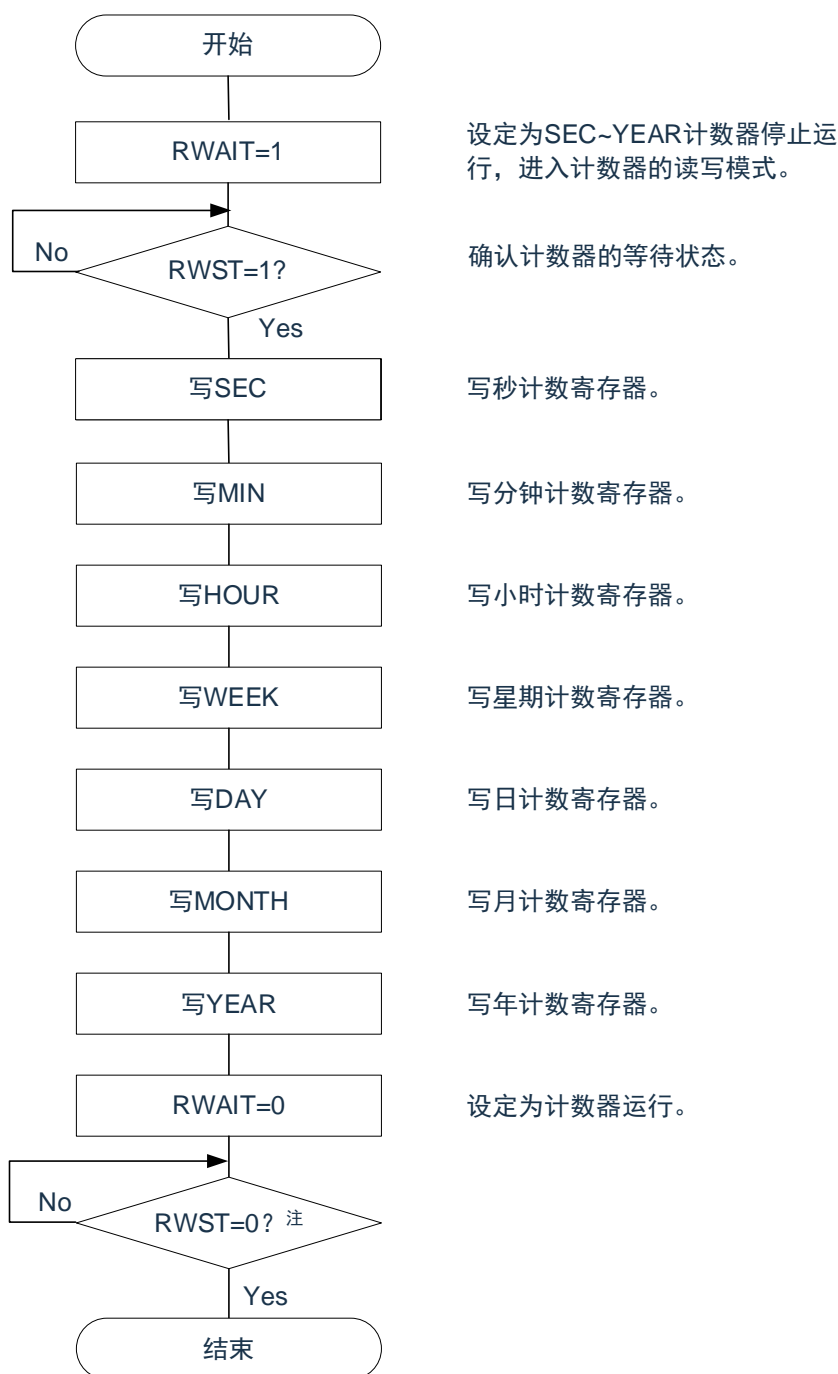 开始
RWAIT=1
设定为SEC~YEAR计数器停止运
行，进入计数器的读写模式。
No
RWST=1?
确认计数器的等待状态。
Yes
写SEC
写秒计数寄存器。
写MIN
写分钟计数寄存器。
写HOUR
写小时计数寄存器。
写WEEK
写星期计数寄存器。
写DAY
写日计数寄存器。
写MONTH
写月计数寄存器。
写YEAR
写年计数寄存器。
RWAIT=0
设定为计数器运行。
No
RWST=0? 注
Yes
结束